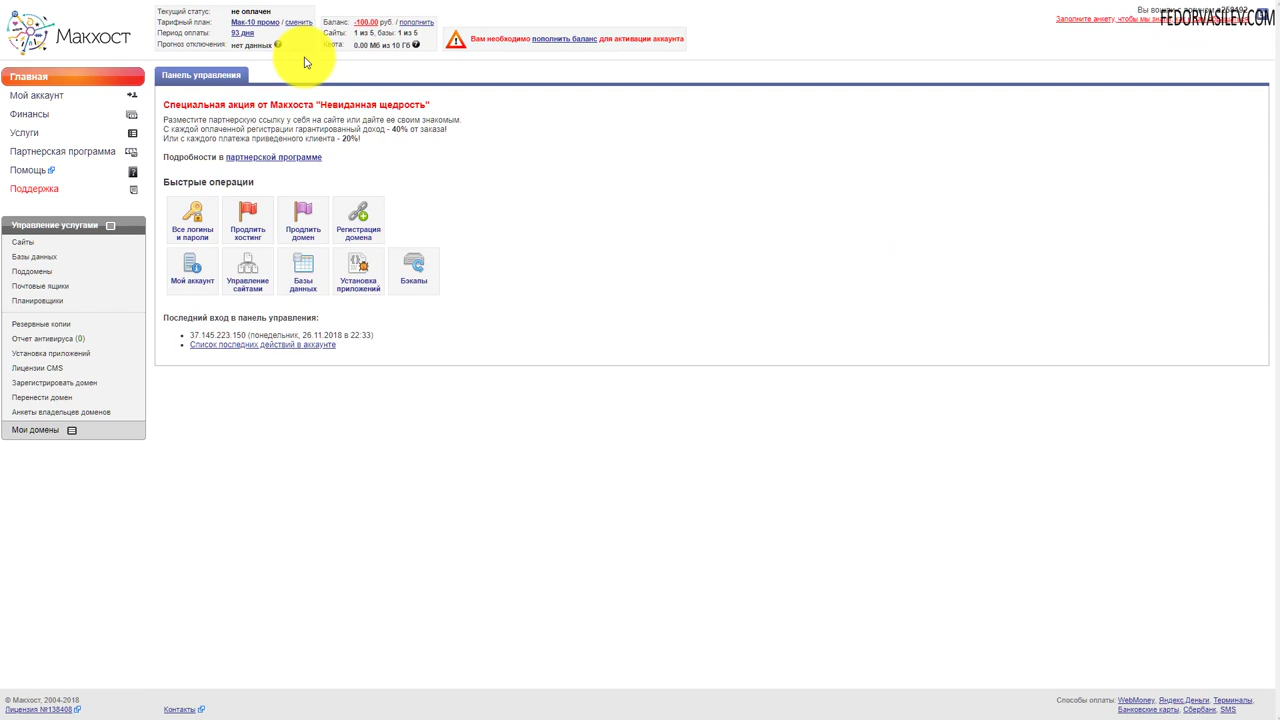 Макхост
Текущий статус: не оплачен
Тарифный план: Мак-10 промо / сменить
Период оплаты: 93 дня
Прогноз отключения: нет данных
Баланс: -100.00 руб. / пополнить
Сайты: 1 из 5, базы: 1 из 5
Квота: 0.00 Мб из 10 Гб
Вам необходимо пополнить баланс для активации аккаунта
FEDORVASILEV.COM
Главная
Мой аккаунт
Финансы
Услуги
Партнерская программа
Помощь
Поддержка
Управление услугами
Сайты
Базы данных
Поддомены
Почтовые ящики
Планировщики
Резервные копии
Отчет антивируса (0)
Установка приложений
Лицензии CMS
Зарегистрировать домен
Перенести домен
Анкеты владельцев доменов
Мои домены
Панель управления
Специальная акция от Макхоста "Невиданная щедрость"
Разместите партнерскую ссылку у себя на сайте или дайте ее своим знакомым.
С каждой оплаченной регистрации гарантированный доход - 40% от заказа!
Или с каждого платежа приведенного клиента - 20%!
Подробности в партнерской программе
Быстрые операции
Все логины
и пароли
Продлить
хостинг
Продлить
домен
Регистрация
домена
Мой аккаунт
Управление
сайтами
Базы
данных
Установка
приложений
Бэкапы
Последний вход в панель управления:
37.145.223.150 (понедельник, 26.11.2018 в 22:33)
Список последних действий в аккаунте
© Макхост, 2004-2018
Лицензия №138408
Контакты
Способы оплаты: WebMoney, Яндекс.Деньги, Терминалы,
Банковские карты, Сбербанк, SMS